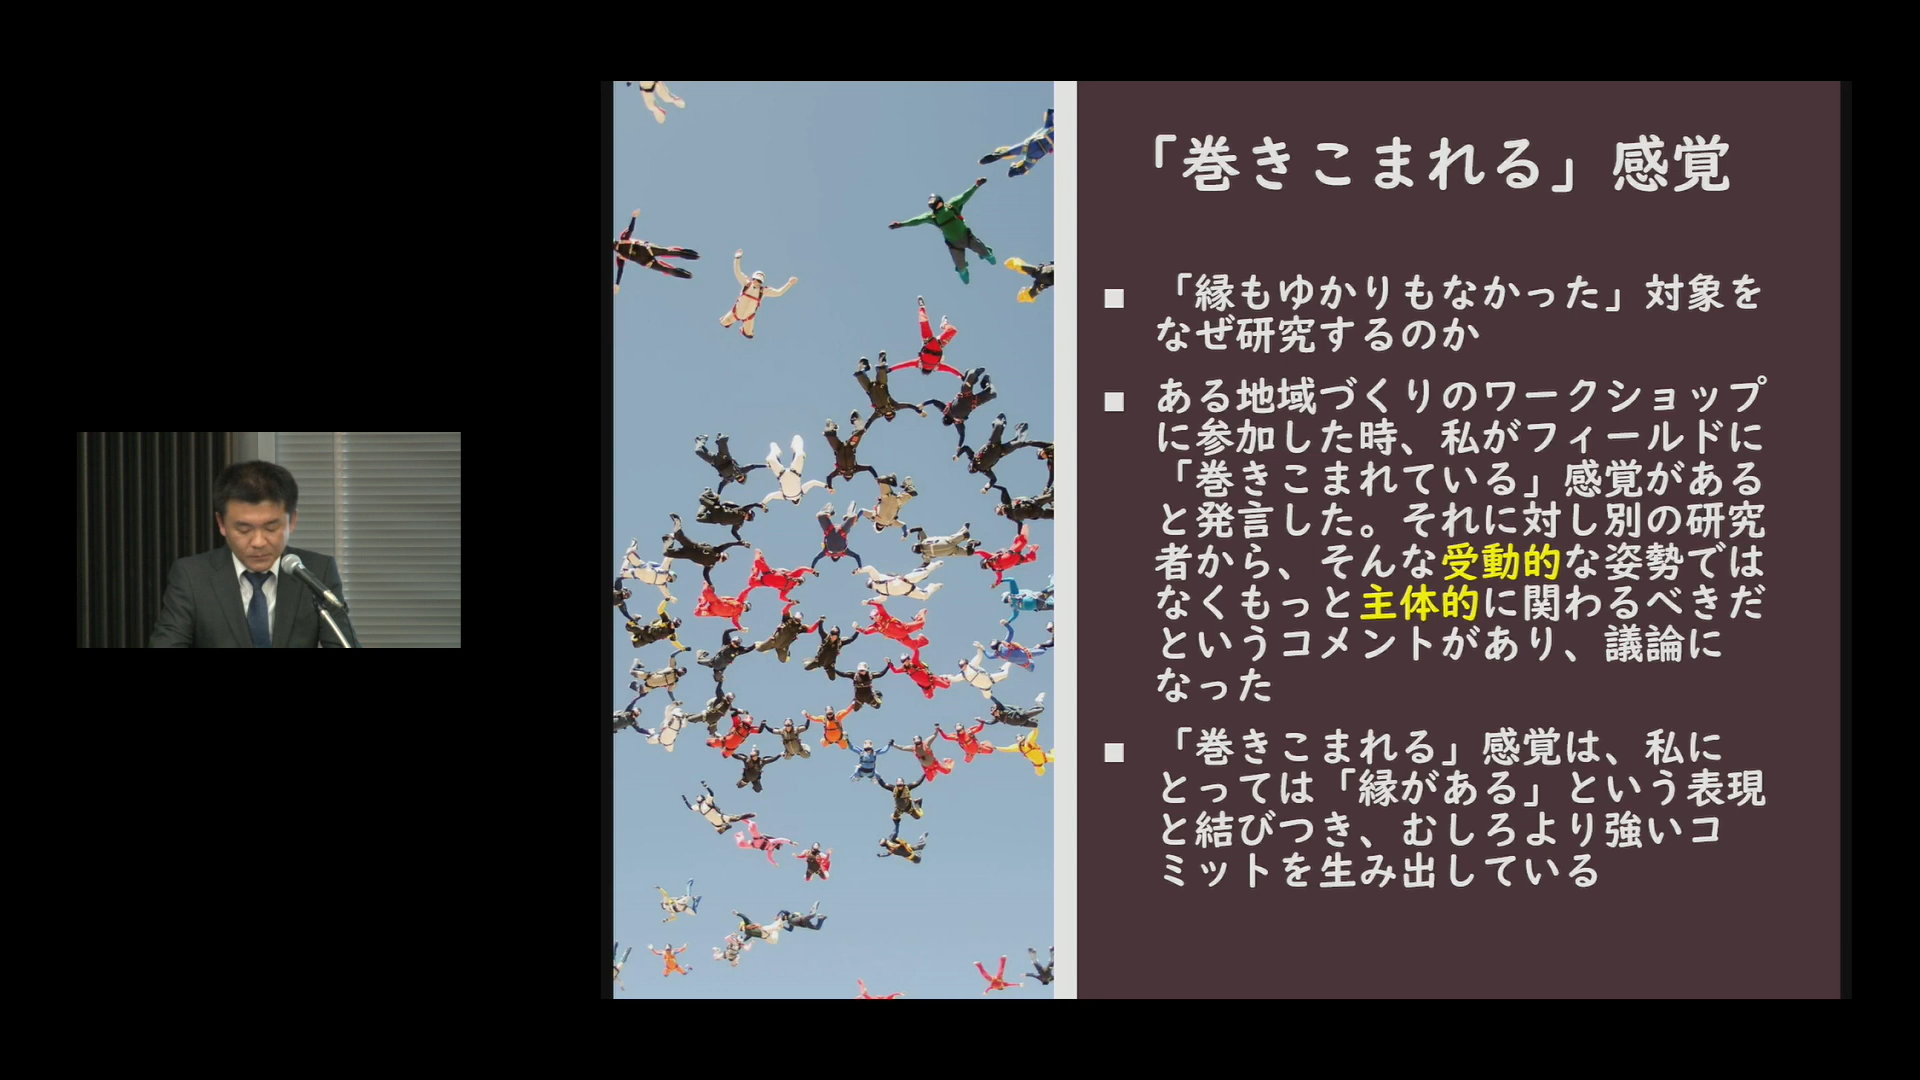 「巻きこまれる」感覚
■ 「縁もゆかりもなかった」対象を
なぜ研究するのか
■ ある地域づくりのワークショップ
に参加した時、私がフィールドに
「巻きこまれている」感覚がある
と発言した。それに対し別の研究
者から、そんな受動的な姿勢では
なくもっと主体的に関わるべきだ
というコメントがあり、議論に
なった
■ 「巻きこまれる」感覚は、私に
とっては「縁がある」という表現
と結びつき、むしろより強いコ
ミットを生み出している